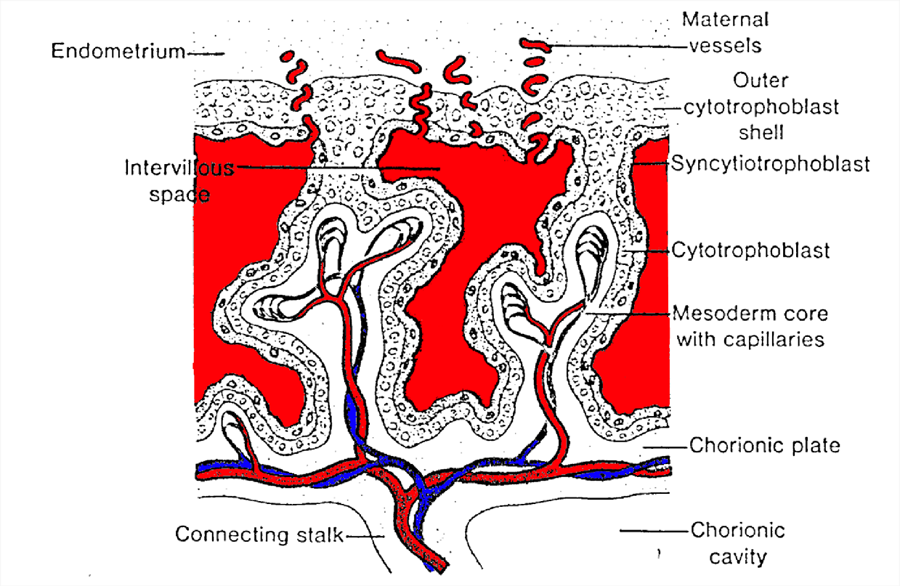 Endometrium
Maternal
vessels
Outer
cytotrophoblast
shell
Intervillous
space
Syncytiotrophoblast
Cytotrophoblast
Mesoderm core
with capillaries
Chorionic plate
Connecting stalk
Chorionic
cavity